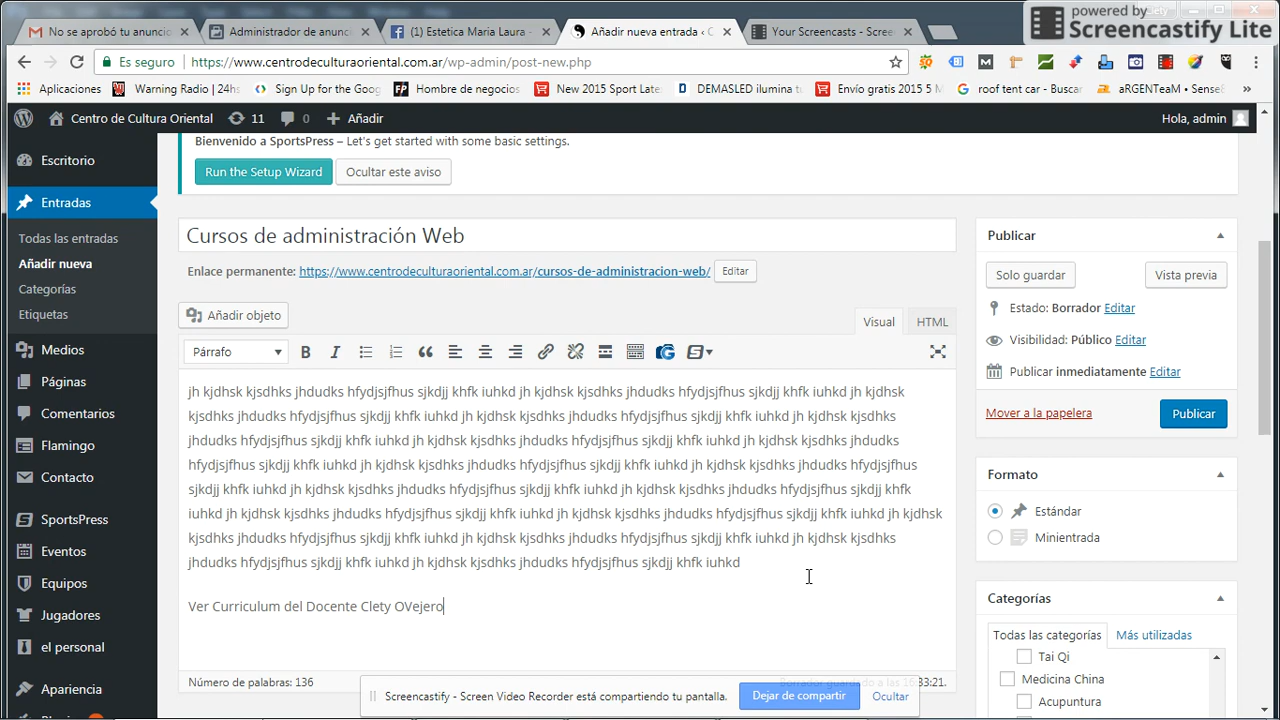 powered by
Screencastify Lite
No se aprobó tu anuncio
Administrador de anunc
(1) Estetica Maria Laura -
Añadir nueva entrada ‹ C
Your Screencasts - Scree
Es seguro
https://www.centrodeculturaoriental.com.ar/wp-admin/post-new.php
Aplicaciones
Warning Radio | 24hs
Sign Up for the Goog
FP Hombre de negocios
New 2015 Sport Late
DEMASLED ilumina t
Envío gratis 2015 5 M
roof tent car - Buscar
aRGENTeaM • Sense8
Centro de Cultura Oriental
11
0
Añadir
Hola, admin
Escritorio
Entradas
Todas las entradas
Añadir nueva
Categorías
Etiquetas
Medios
Páginas
Comentarios
Flamingo
Contacto
SportsPress
Eventos
Equipos
Jugadores
el personal
Apariencia
Bienvenido a SportsPress – Let's get started with some basic settings.
Run the Setup Wizard
Ocultar este aviso
Cursos de administración Web
Enlace permanente: https://www.centrodeculturaoriental.com.ar/cursos-de-administracion-web/
Editar
Añadir objeto
Visual
HTML
Párrafo
B I
jh kjdhsk kjsdhks jhdudks hfydjsjfhus sjkdjj khfk iuhkd jh kjdhsk kjsdhks jhdudks hfydjsjfhus sjkdjj khfk iuhkd jh kjdhsk
kjsdhks jhdudks hfydjsjfhus sjkdjj khfk iuhkd jh kjdhsk kjsdhks jhdudks hfydjsjfhus sjkdjj khfk iuhkd jh kjdhsk kjsdhks
jhdudks hfydjsjfhus sjkdjj khfk iuhkd jh kjdhsk kjsdhks jhdudks hfydjsjfhus sjkdjj khfk iuhkd jh kjdhsk kjsdhks jhdudks
hfydjsjfhus sjkdjj khfk iuhkd jh kjdhsk kjsdhks jhdudks hfydjsjfhus sjkdjj khfk iuhkd jh kjdhsk kjsdhks jhdudks hfydjsjfhus
sjkdjj khfk iuhkd jh kjdhsk kjsdhks jhdudks hfydjsjfhus sjkdjj khfk iuhkd jh kjdhsk kjsdhks jhdudks hfydjsjfhus sjkdjj khfk
iuhkd jh kjdhsk kjsdhks jhdudks hfydjsjfhus sjkdjj khfk iuhkd jh kjdhsk kjsdhks jhdudks hfydjsjfhus sjkdjj khfk iuhkd jh kjdhsk
kjsdhks jhdudks hfydjsjfhus sjkdjj khfk iuhkd jh kjdhsk kjsdhks jhdudks hfydjsjfhus sjkdjj khfk iuhkd jh kjdhsk kjsdhks
jhdudks hfydjsjfhus sjkdjj khfk iuhkd jh kjdhsk kjsdhks jhdudks hfydjsjfhus sjkdjj khfk iuhkd
Ver Curriculum del Docente Clety OVejero
Número de palabras: 136
33:21.
Publicar
Solo guardar
Vista previa
Estado: Borrador Editar
Visibilidad: Público Editar
Publicar inmediatamente Editar
Mover a la papelera
Publicar
Formato
Estándar
Minientrada
Categorías
Todas las categorías
Más utilizadas
Tai Qi
Medicina China
Acupuntura
Screencastify - Screen Video Recorder está compartiendo tu pantalla.
Dejar de compartir
Ocultar